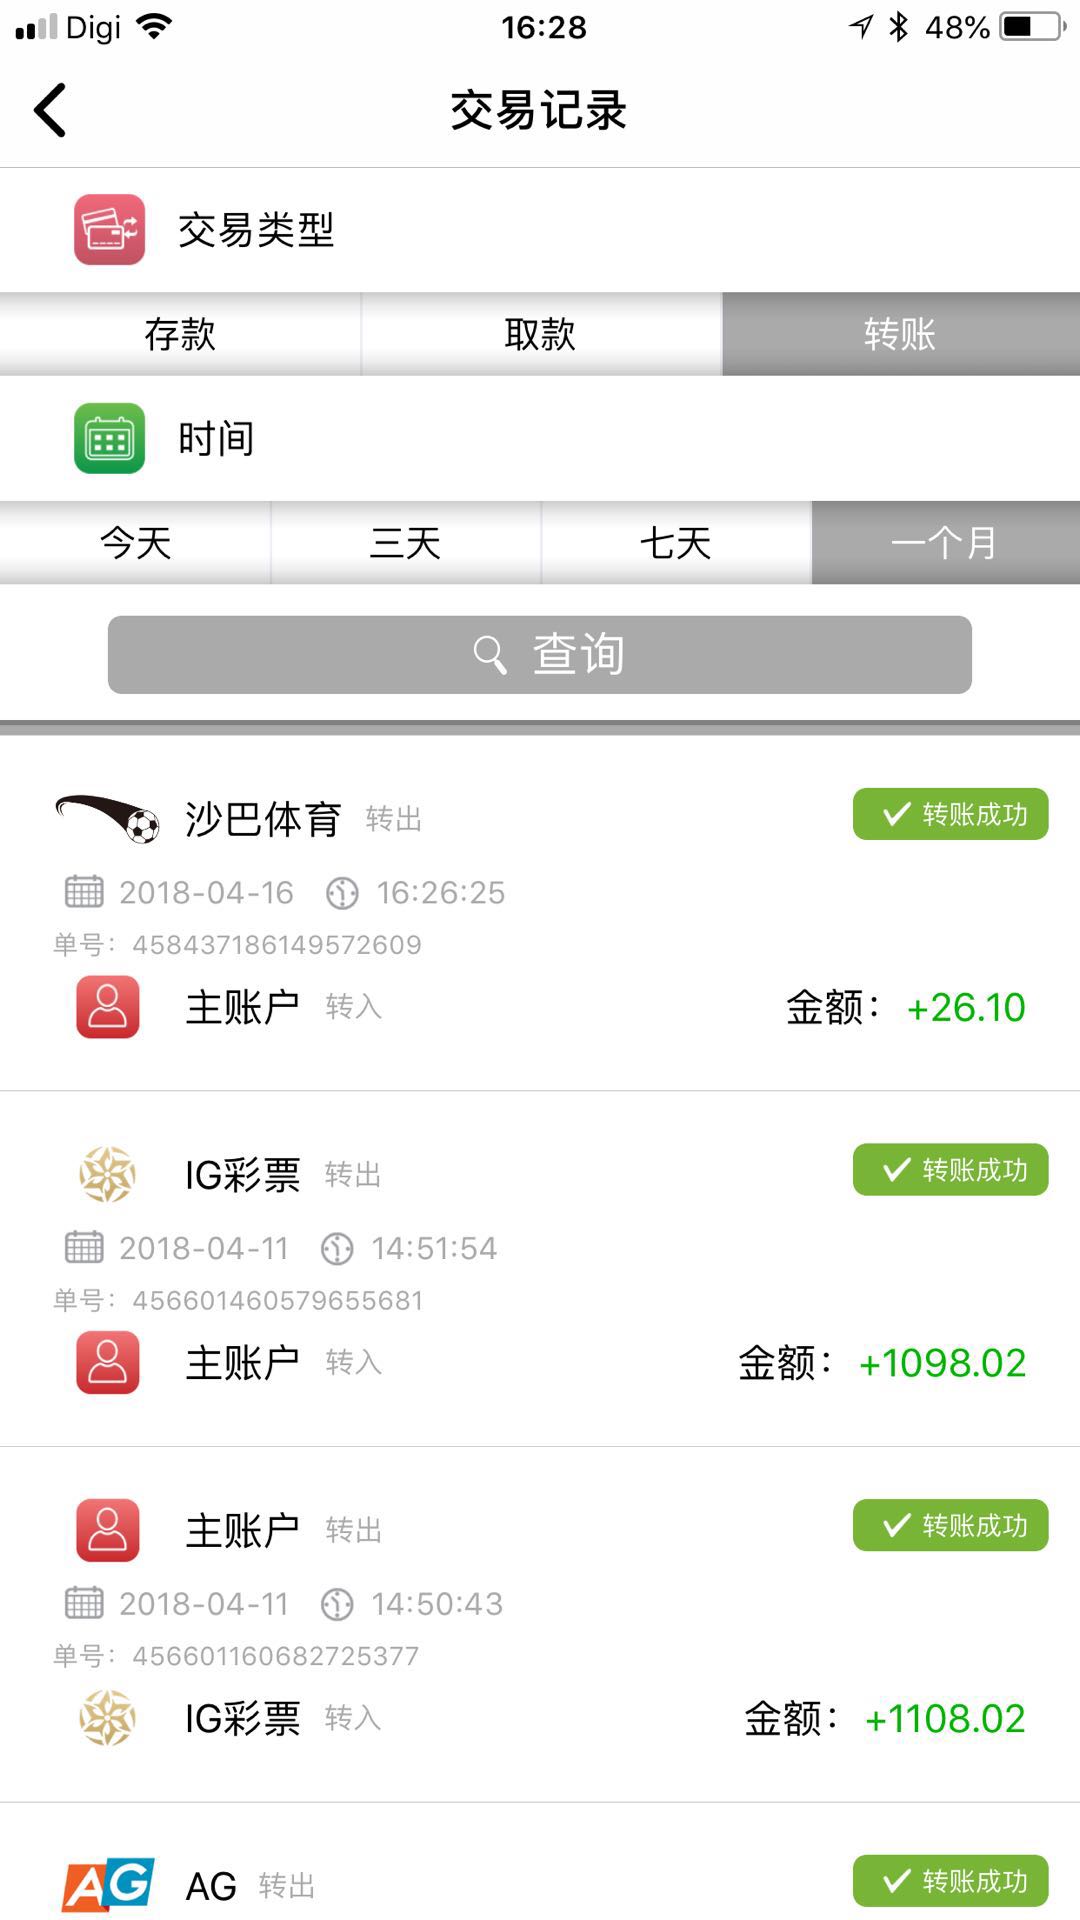 Digi 16:28 48%
交易记录
交易类型
存款 取款 转账
时间
今天 三天 七天 一个月
查询
沙巴体育 转出 转账成功
2018-04-16 16:26:25
单号：458437186149572609
主账户 转入 金额：+26.10
IG彩票 转出 转账成功
2018-04-11 14:51:54
单号：456601460579655681
主账户 转入 金额：+1098.02
主账户 转出 转账成功
2018-04-11 14:50:43
单号：456601160682725377
IG彩票 转入 金额：+1108.02
AG AG 转出 转账成功